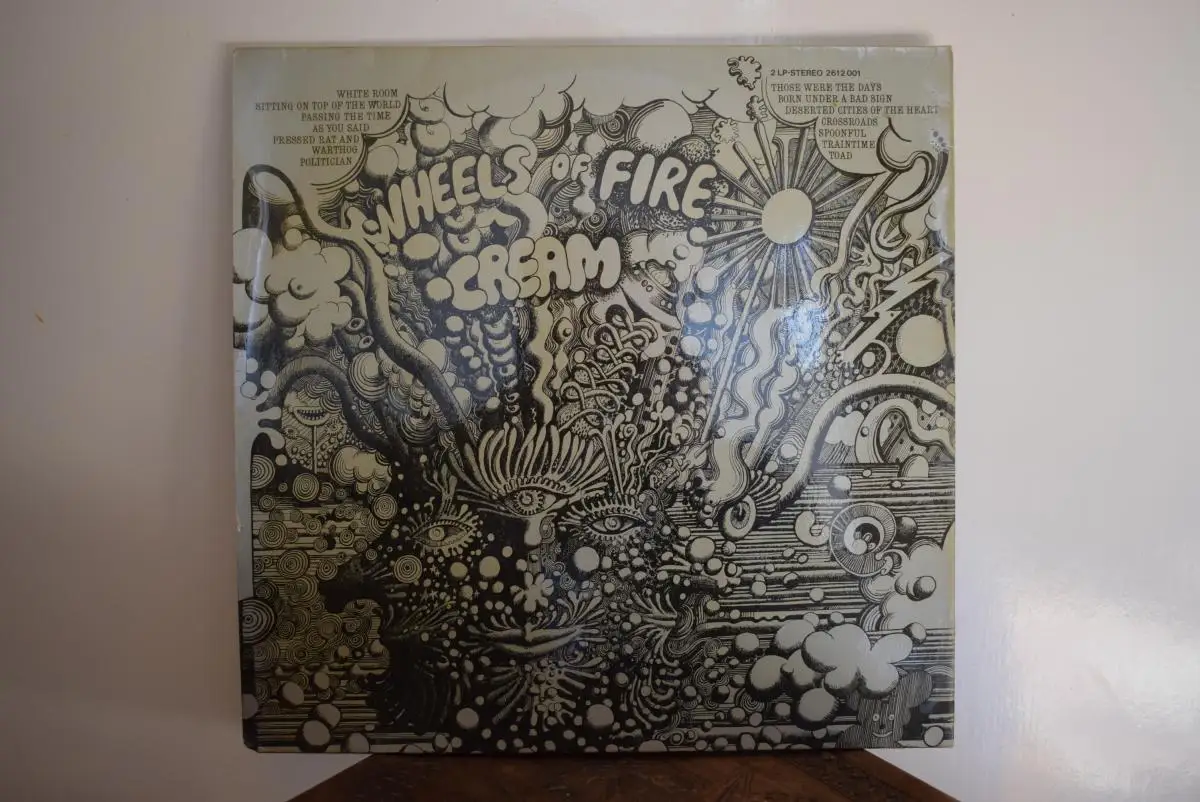 WHITE ROOM
SITTING ON TOP OF THE WORLD
PASSING THE TIME
AS YOU SAID
PRESSED RAT AND
WARTHOG
POLITICIAN
2 LP-STEREO 2612 001
THOSE WERE THE DAYS
BORN UNDER A BAD SIGN
DESERTED CITIES OF THE HEART
CROSSROADS
SPOONFUL
TRAINTIME
TOAD
WHEELS OF FIRE
CREAM